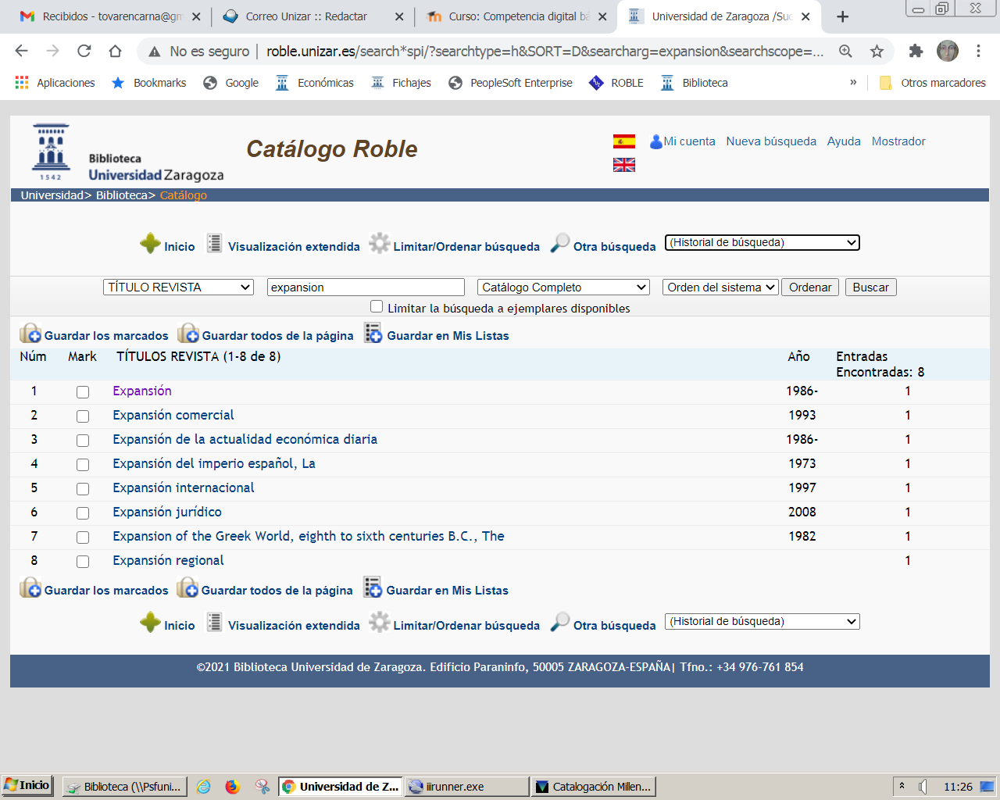 Recibidos - tovarencarna@gm
Correo Unizar :: Redactar
Curso: Competencia digital bá
Universidad de Zaragoza /Suc
No es seguro | roble.unizar.es/search*spi/?searchtype=h&SORT=D&searcharg=expansion&searchscope=...
Aplicaciones Bookmarks Google Económicas Fichajes PeopleSoft Enterprise ROBLE Biblioteca » Otros marcadores
1542
Biblioteca
Universidad Zaragoza
Catálogo Roble
Mi cuenta Nueva búsqueda Ayuda Mostrador
Universidad> Biblioteca> Catálogo
Inicio Visualización extendida Limitar/Ordenar búsqueda Otra búsqueda (Historial de búsqueda)
TÍTULO REVISTA expansion Catálogo Completo Orden del sistema Ordenar Buscar
Limitar la búsqueda a ejemplares disponibles
Guardar los marcados Guardar todos de la página Guardar en Mis Listas
Núm Mark TÍTULOS REVISTA (1-8 de 8) Año Entradas
Encontradas: 8
1 Expansión 1986- 1
2 Expansión comercial 1993 1
3 Expansión de la actualidad económica diaria 1986- 1
4 Expansión del imperio español, La 1973 1
5 Expansión internacional 1997 1
6 Expansión jurídico 2008 1
7 Expansion of the Greek World, eighth to sixth centuries B.C., The 1982 1
8 Expansión regional 1
Guardar los marcados Guardar todos de la página Guardar en Mis Listas
Inicio Visualización extendida Limitar/Ordenar búsqueda Otra búsqueda (Historial de búsqueda)
©2021 Biblioteca Universidad de Zaragoza. Edificio Paraninfo, 50005 ZARAGOZA-ESPAÑA| Tfno.: +34 976-761 854
Inicio Biblioteca (\\Psfuni... Universidad de Z... iiirunner.exe Catalogación Millen... 11:26